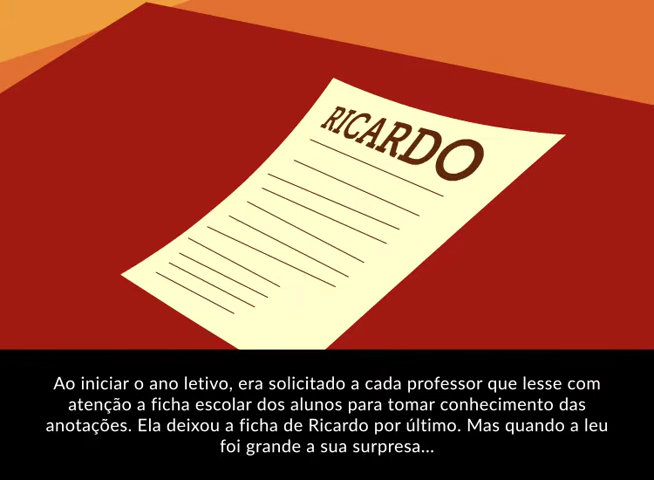 RICARDO
Ao iniciar o ano letivo, era solicitado a cada professor que lesse com
atenção a ficha escolar dos alunos para tomar conhecimento das
anotações. Ela deixou a ficha de Ricardo por último. Mas quando a leu
foi grande a sua surpresa...